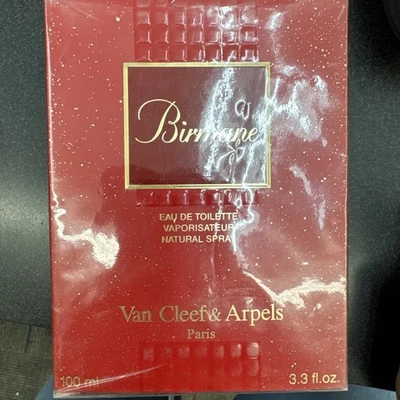 Birmane
EAU DE TOILETTE
VAPORISATEUR
NATURAL SPRAY
Van Cleef & Arpels
Paris
100 ml 3.3 fl.oz.